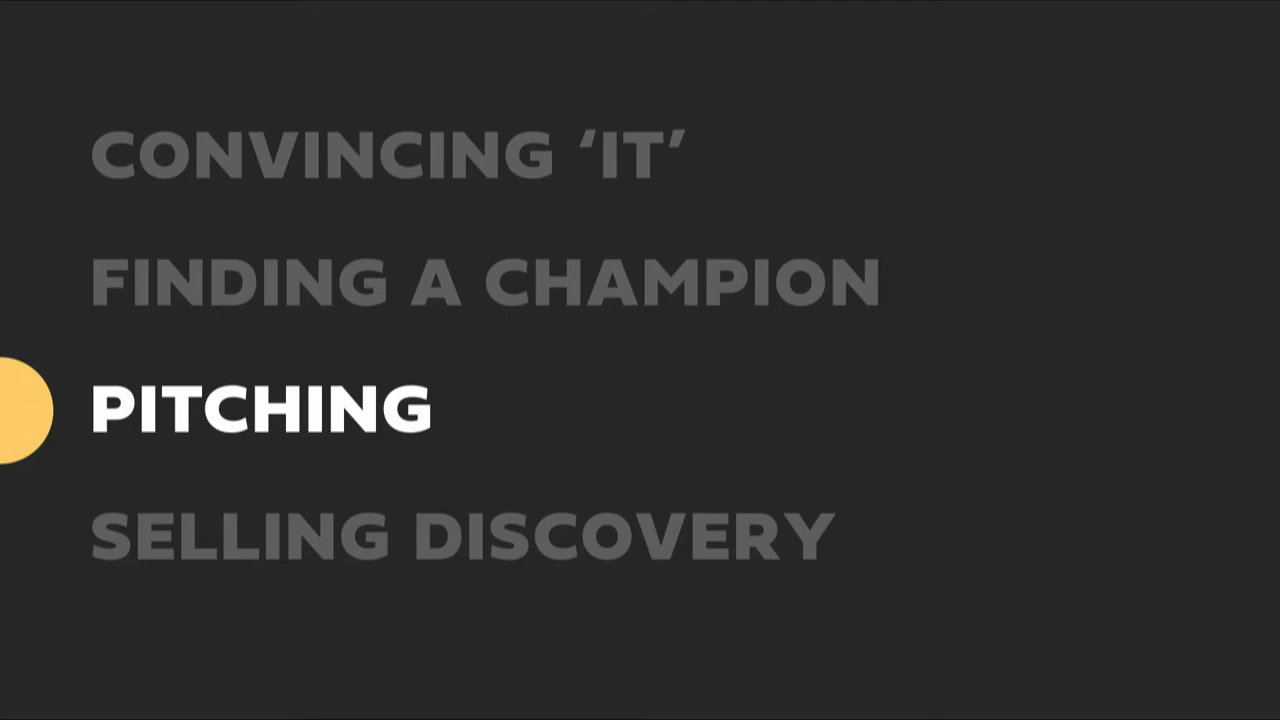 CONVINCING ‘IT’
FINDING A CHAMPION
PITCHING
SELLING DISCOVERY